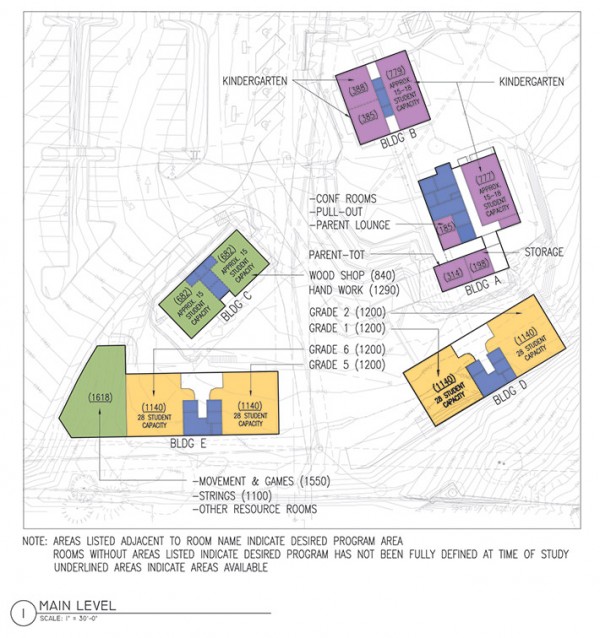 KINDERGARTEN
(388)
(385)
(779)
APPROX.
15-18
STUDENT
CAPACITY
BLDG B
KINDERGARTEN
-CONF ROOMS
-PULL-OUT
-PARENT LOUNGE
(185)
(777)
APPROX.
15-18
STUDENT
CAPACITY
PARENT-TOT
STORAGE
(314)
(198)
BLDG A
(682)
APPROX. 15
STUDENT
CAPACITY
(682)
APPROX. 15
STUDENT
CAPACITY
BLDG C
WOOD SHOP (840)
HAND WORK (1290)
GRADE 2 (1200)
GRADE 1 (1200)
GRADE 6 (1200)
GRADE 5 (1200)
(1140)
28 STUDENT
CAPACITY
(1140)
28 STUDENT
CAPACITY
BLDG D
(1618)
(1140)
28 STUDENT
CAPACITY
(1140)
28 STUDENT
CAPACITY
BLDG E
-MOVEMENT & GAMES (1550)
-STRINGS (1100)
-OTHER RESOURCE ROOMS
NOTE: AREAS LISTED ADJACENT TO ROOM NAME INDICATE DESIRED PROGRAM AREA
ROOMS WITHOUT AREAS LISTED INDICATE DESIRED PROGRAM HAS NOT BEEN FULLY DEFINED AT TIME OF STUDY
UNDERLINED AREAS INDICATE AREAS AVAILABLE
1 MAIN LEVEL
SCALE: 1" = 30'-0"